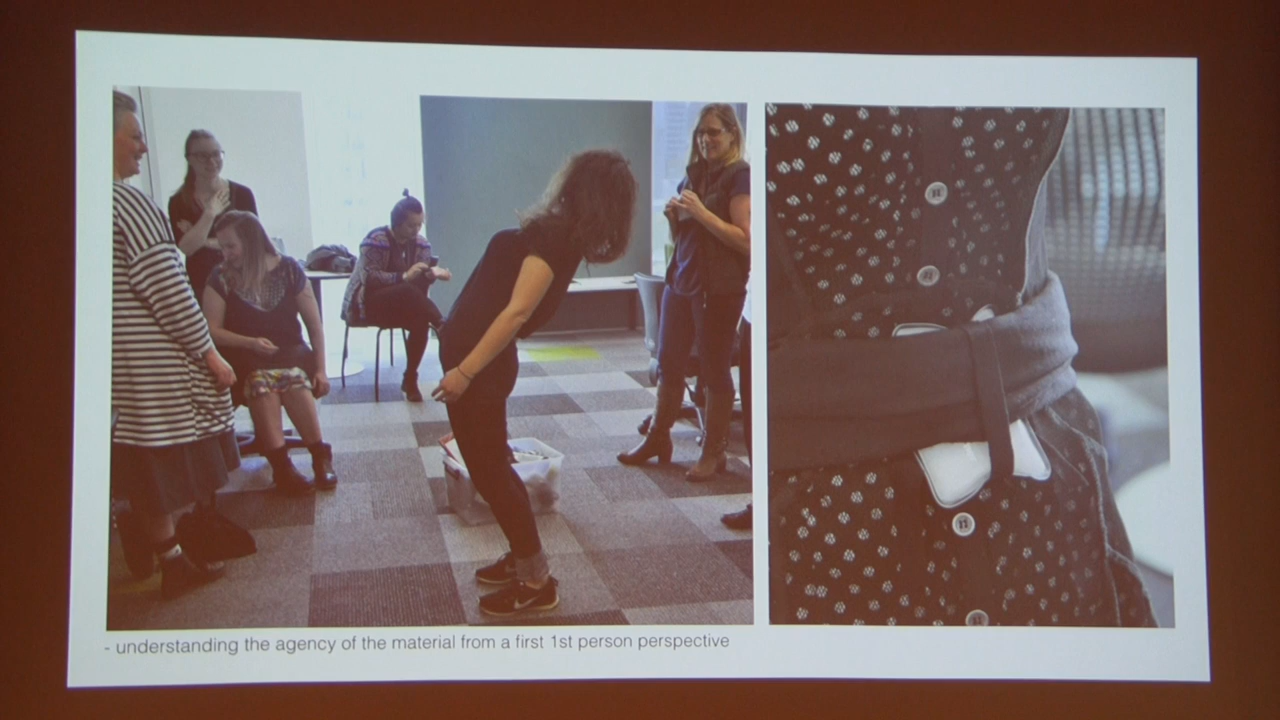 - understanding the agency of the material from a first 1st person perspective